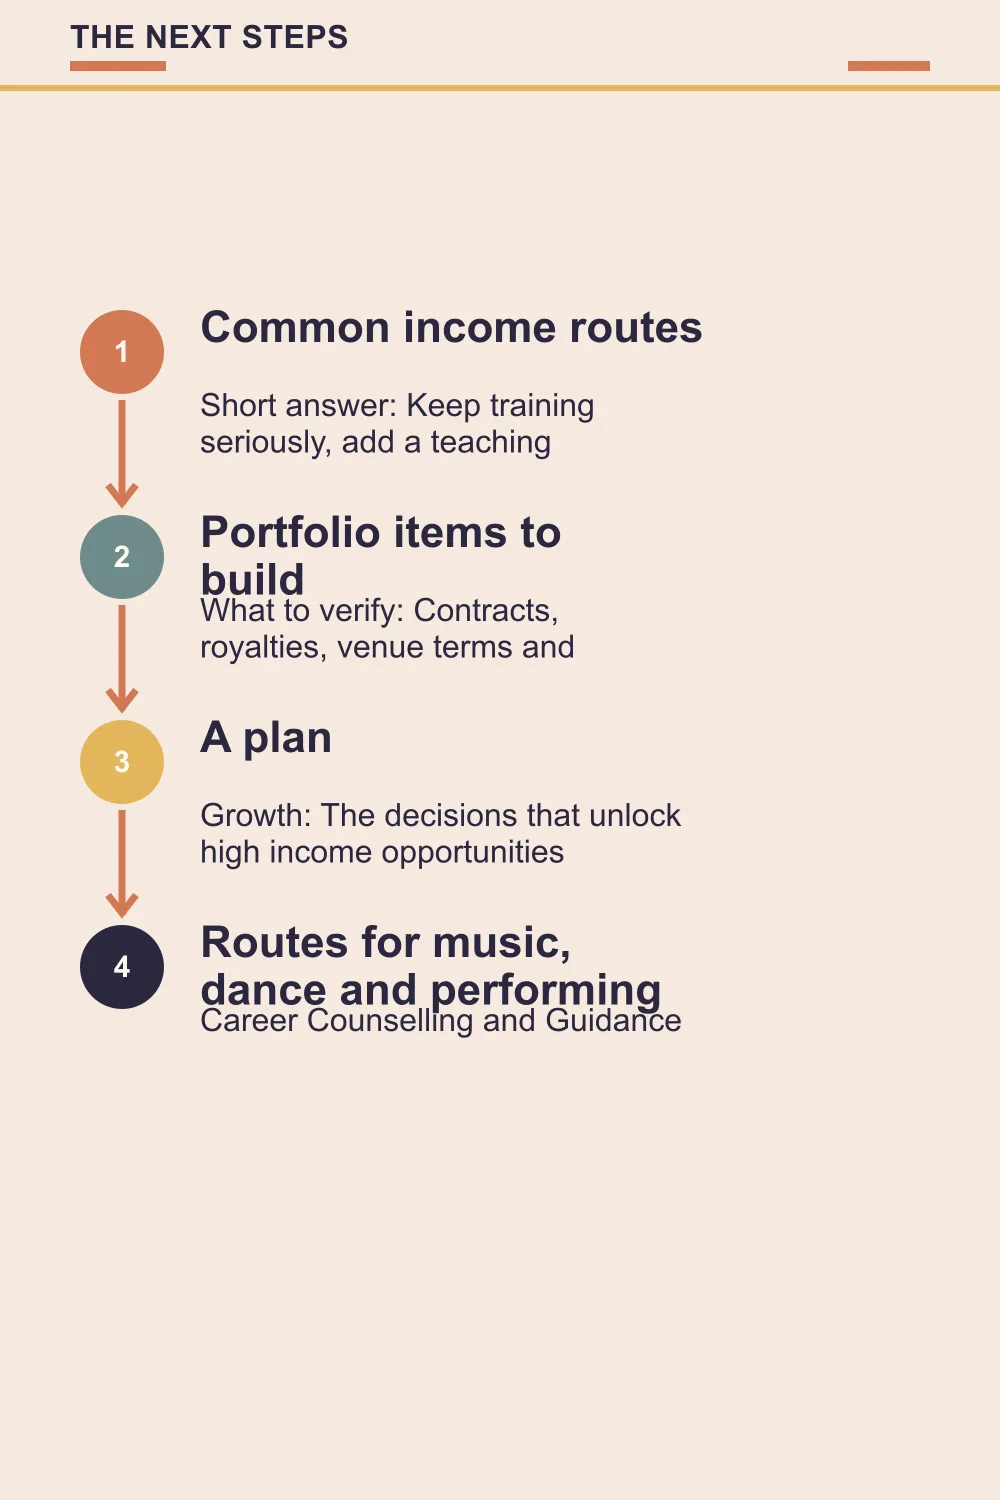 THE NEXT STEPS
1
Common income routes
Short answer: Keep training
seriously, add a teaching
2
Portfolio items to
build
What to verify: Contracts,
royalties, venue terms and
3
A plan
Growth: The decisions that unlock
high income opportunities
4
Routes for music,
dance and performing
Career Counselling and Guidance